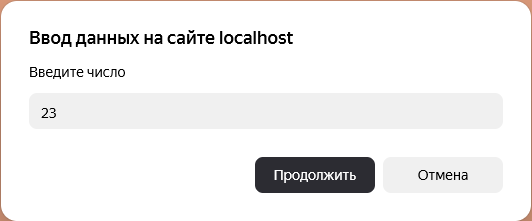 Ввод данных на сайте localhost
Введите число
23
Продолжить
Отмена